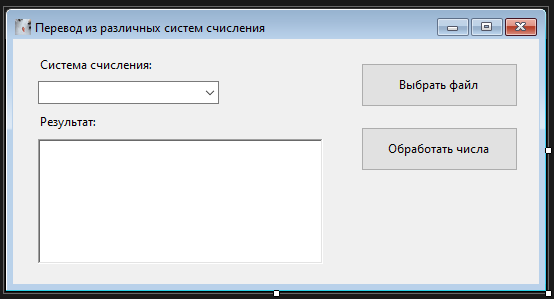 Перевод из различных систем счисления
Система счисления:
Выбрать файл
Результат:
Обработать числа